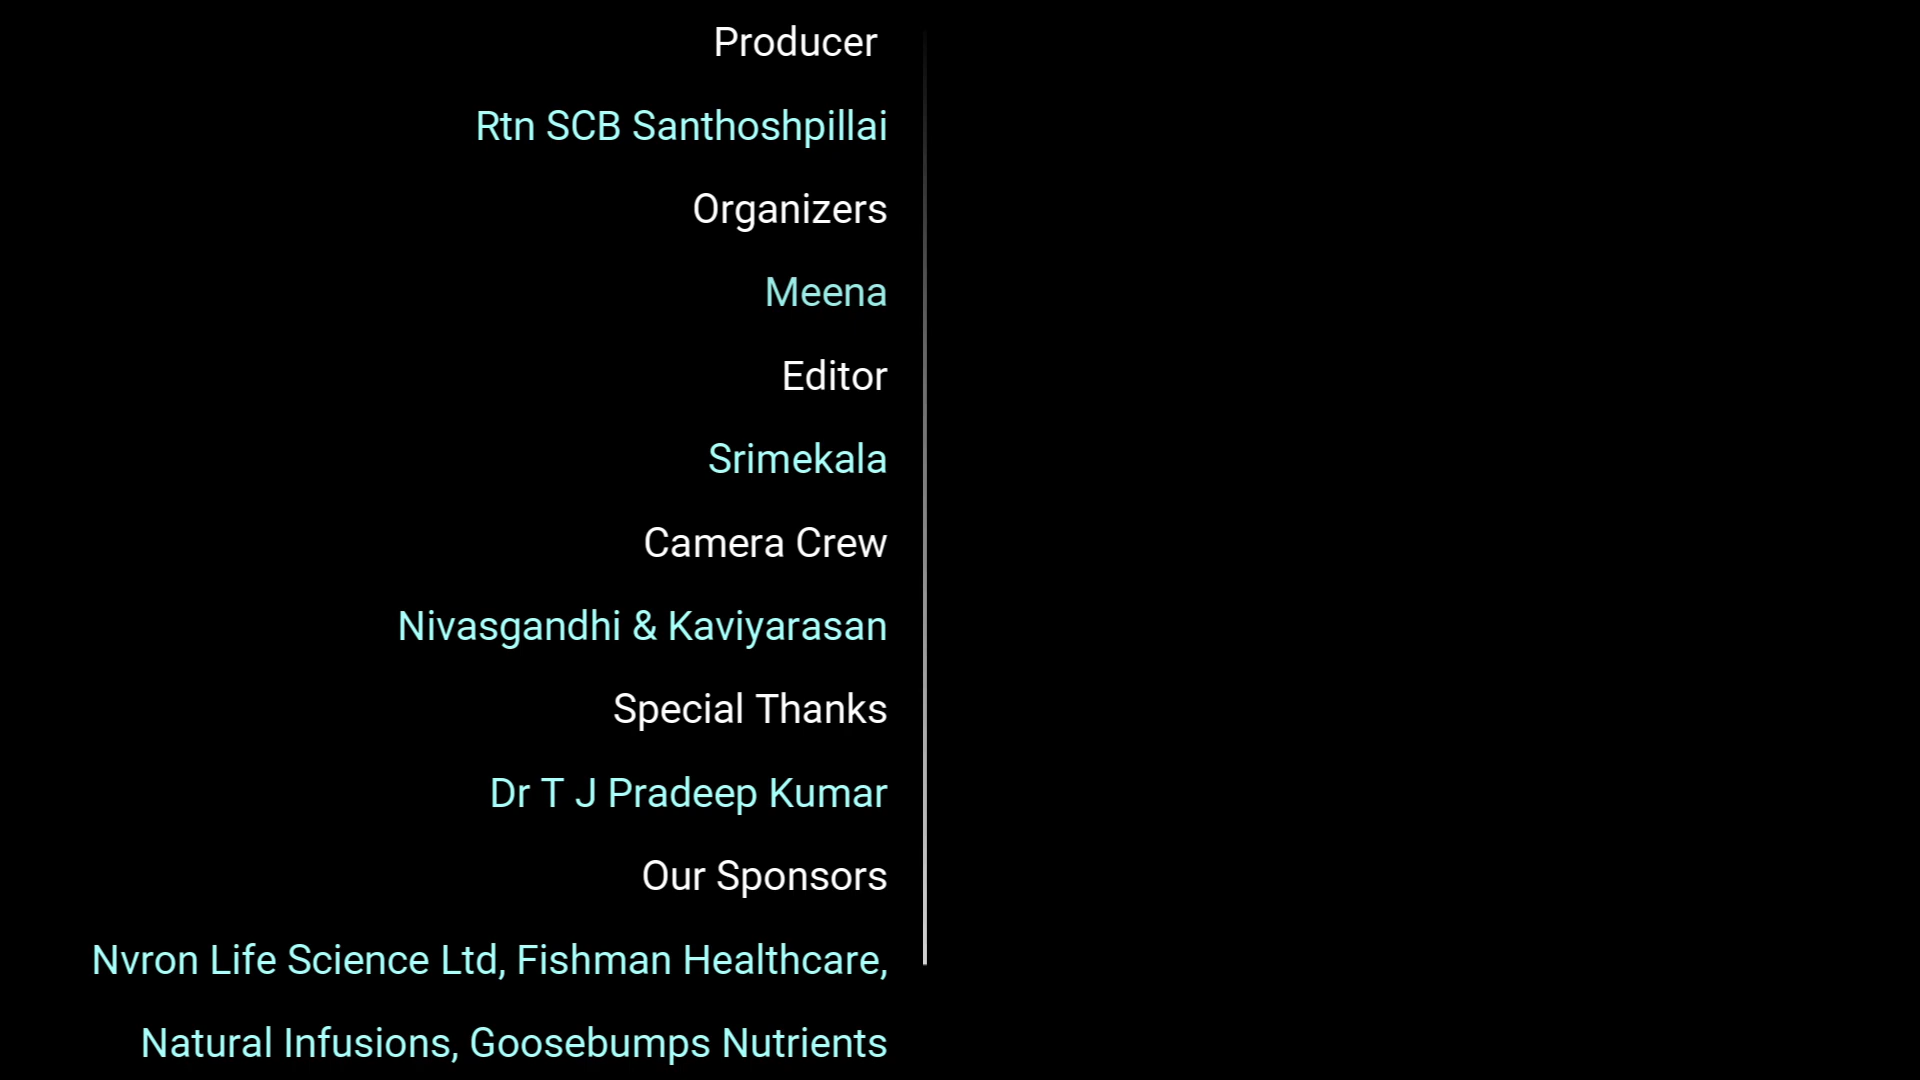 Producer
Rtn SCB Santhoshpillai
Organizers
Meena
Editor
Srimekala
Camera Crew
Nivasgandhi & Kaviyarasan
Special Thanks
Dr T J Pradeep Kumar
Our Sponsors
Nvron Life Science Ltd, Fishman Healthcare,
Natural Infusions, Goosebumps Nutrients